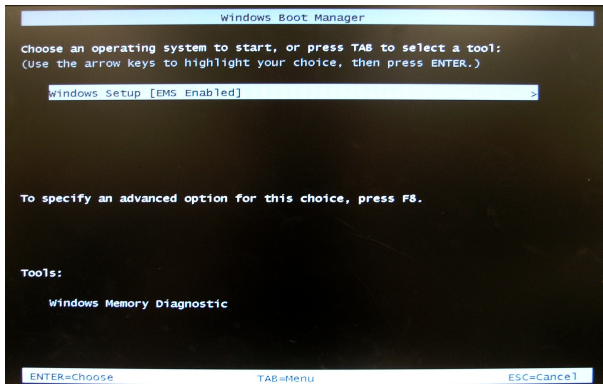 Windows Boot Manager
Choose an operating system to start, or press TAB to select a tool:
(Use the arrow keys to highlight your choice, then press ENTER.)
Windows Setup [EMS Enabled] >
To specify an advanced option for this choice, press F8.
Tools:
Windows Memory Diagnostic
ENTER=Choose TAB=Menu ESC=Cancel